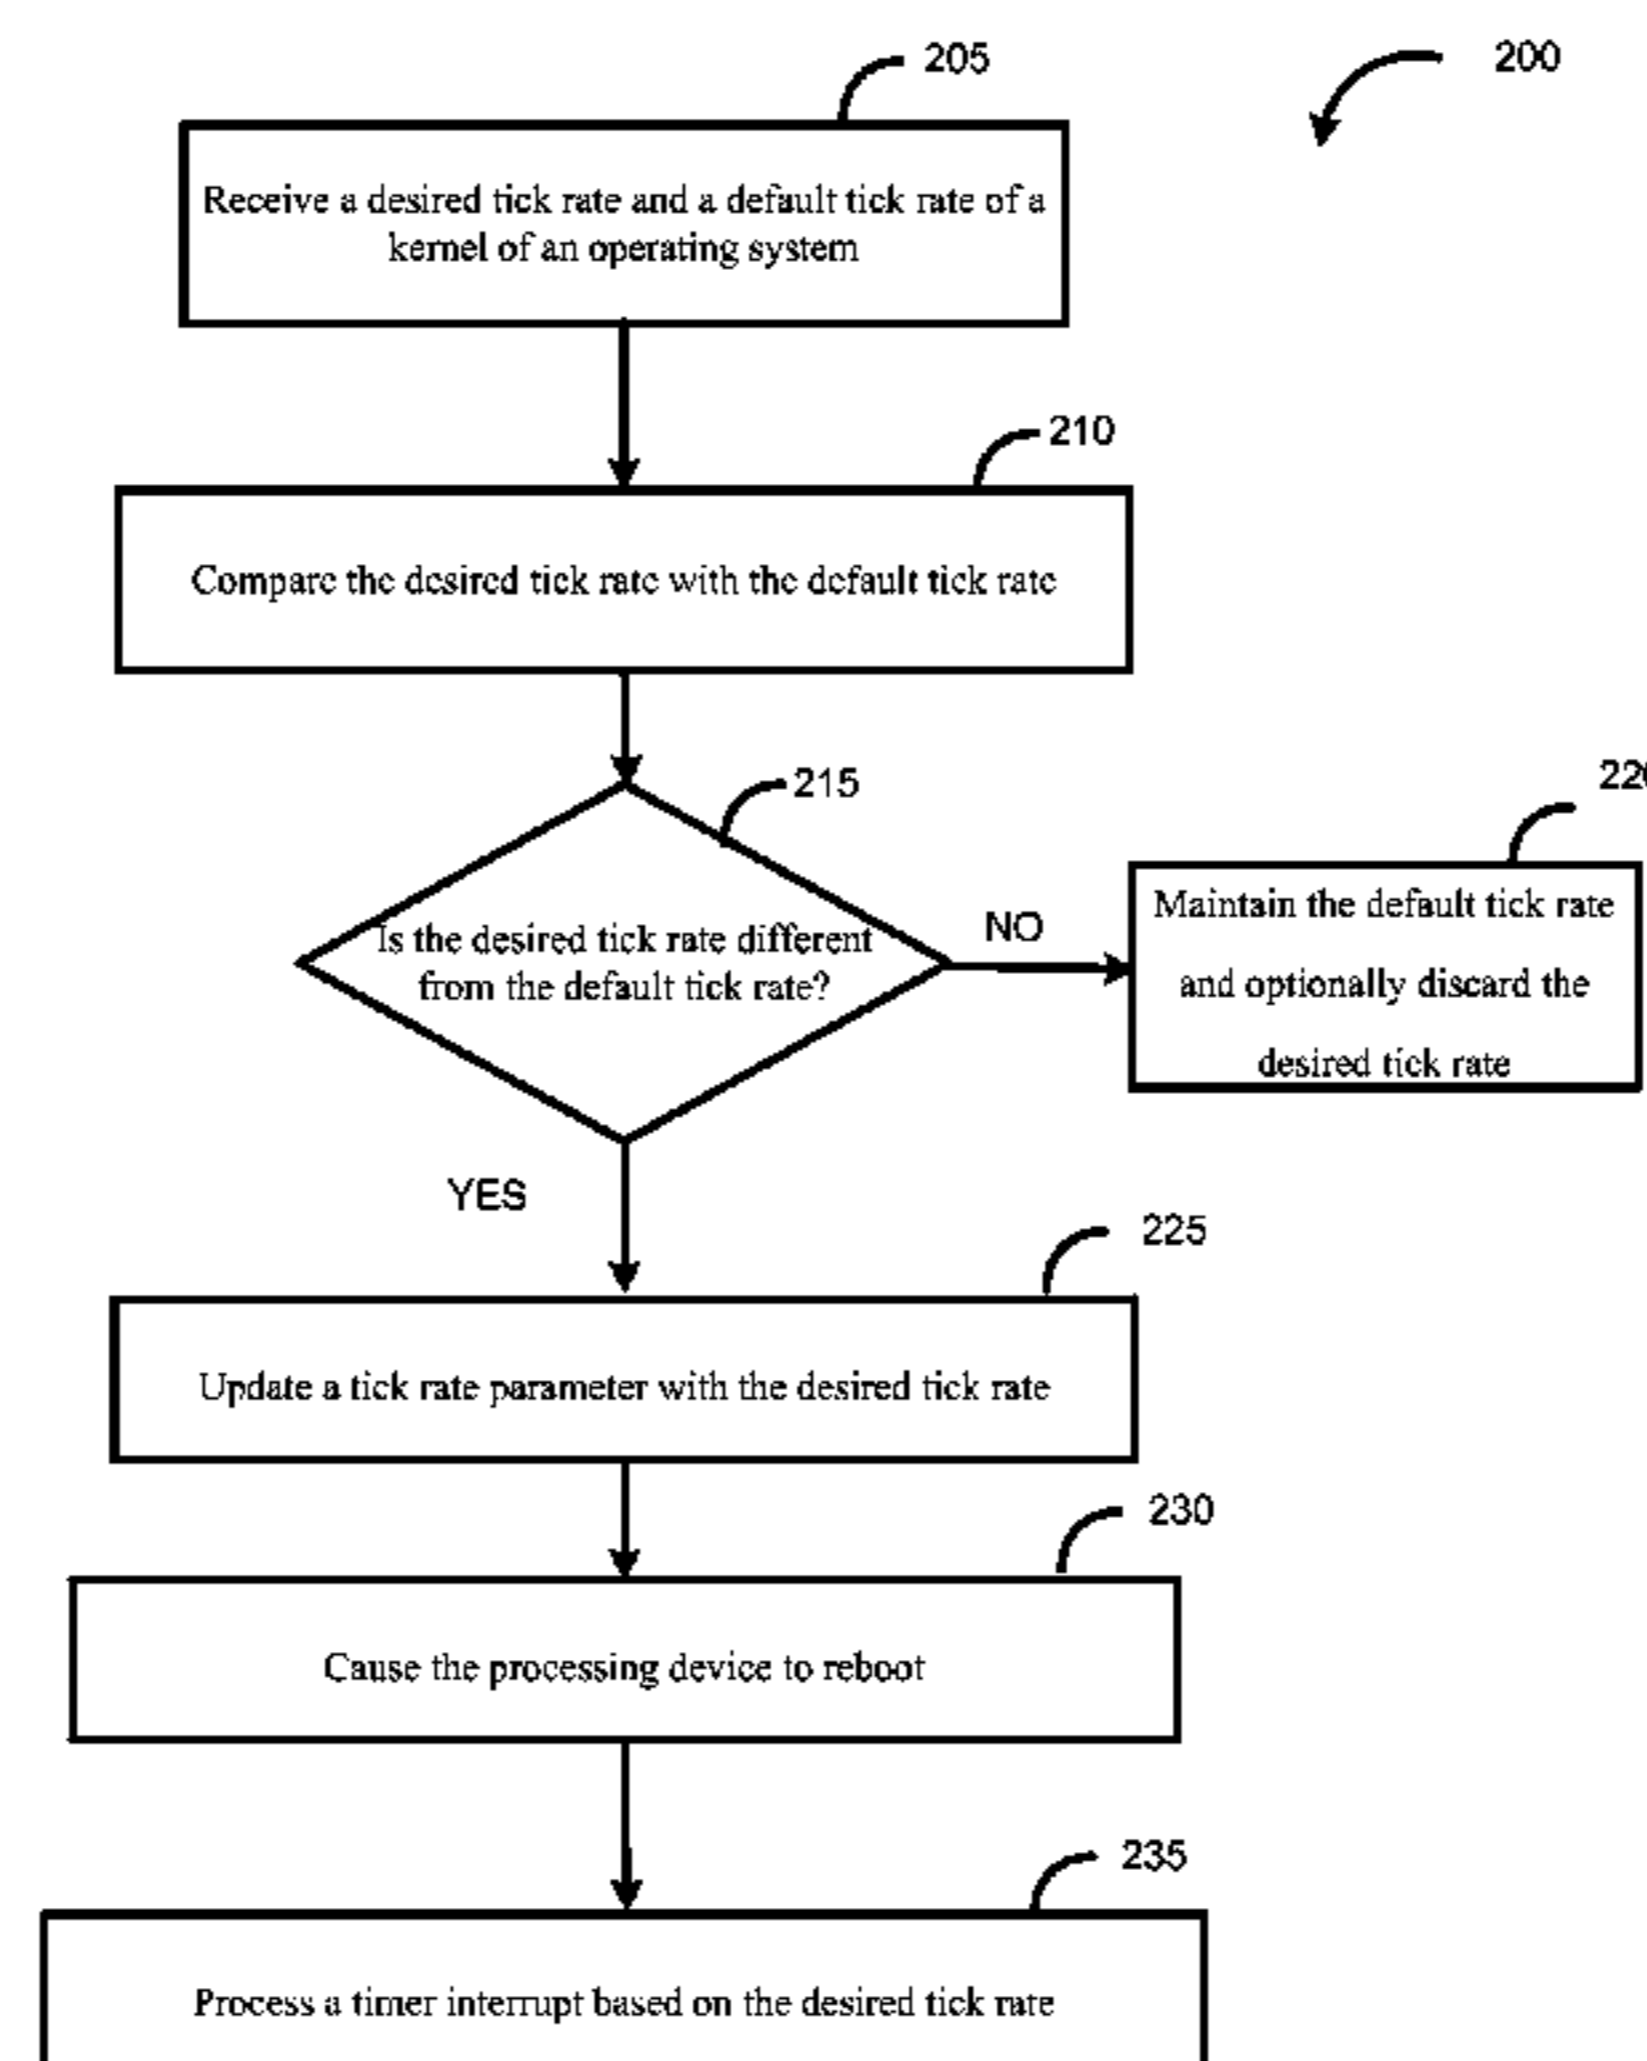 205
200
Receive a desired tick rate and a default tick rate of a
kernel of an operating system
210
Compare the desired tick rate with the default tick rate
215
Is the desired tick rate different
from the default tick rate?
NO
Maintain the default tick rate
and optionally discard the
desired tick rate
YES
225
Update a tick rate parameter with the desired tick rate
230
Cause the processing device to reboot
235
Process a timer interrupt based on the desired tick rate